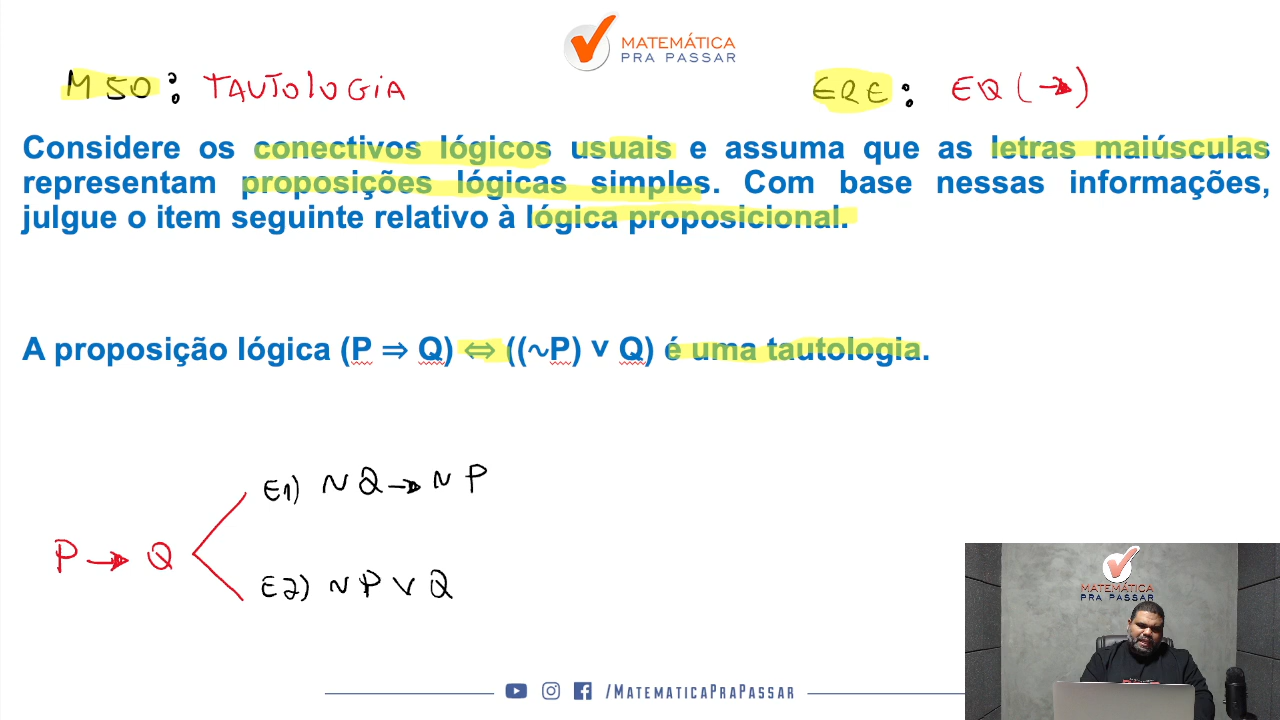 MATEMÁTICA
PRA PASSAR
M50: TAUTOLOGIA
ERE: EQ (→)
Considere os conectivos lógicos usuais e assuma que as letras maiúsculas
representam proposições lógicas simples. Com base nessas informações,
julgue o item seguinte relativo à lógica proposicional.
A proposição lógica (P ⇒ Q) ⇔ ((~P) ˅ Q) é uma tautologia.
E1) ~ Q → ~ P
P → Q
E2) ~ P ˅ Q
MATEMÁTICA
PRA PASSAR
/MATEMATICAPRAPASSAR